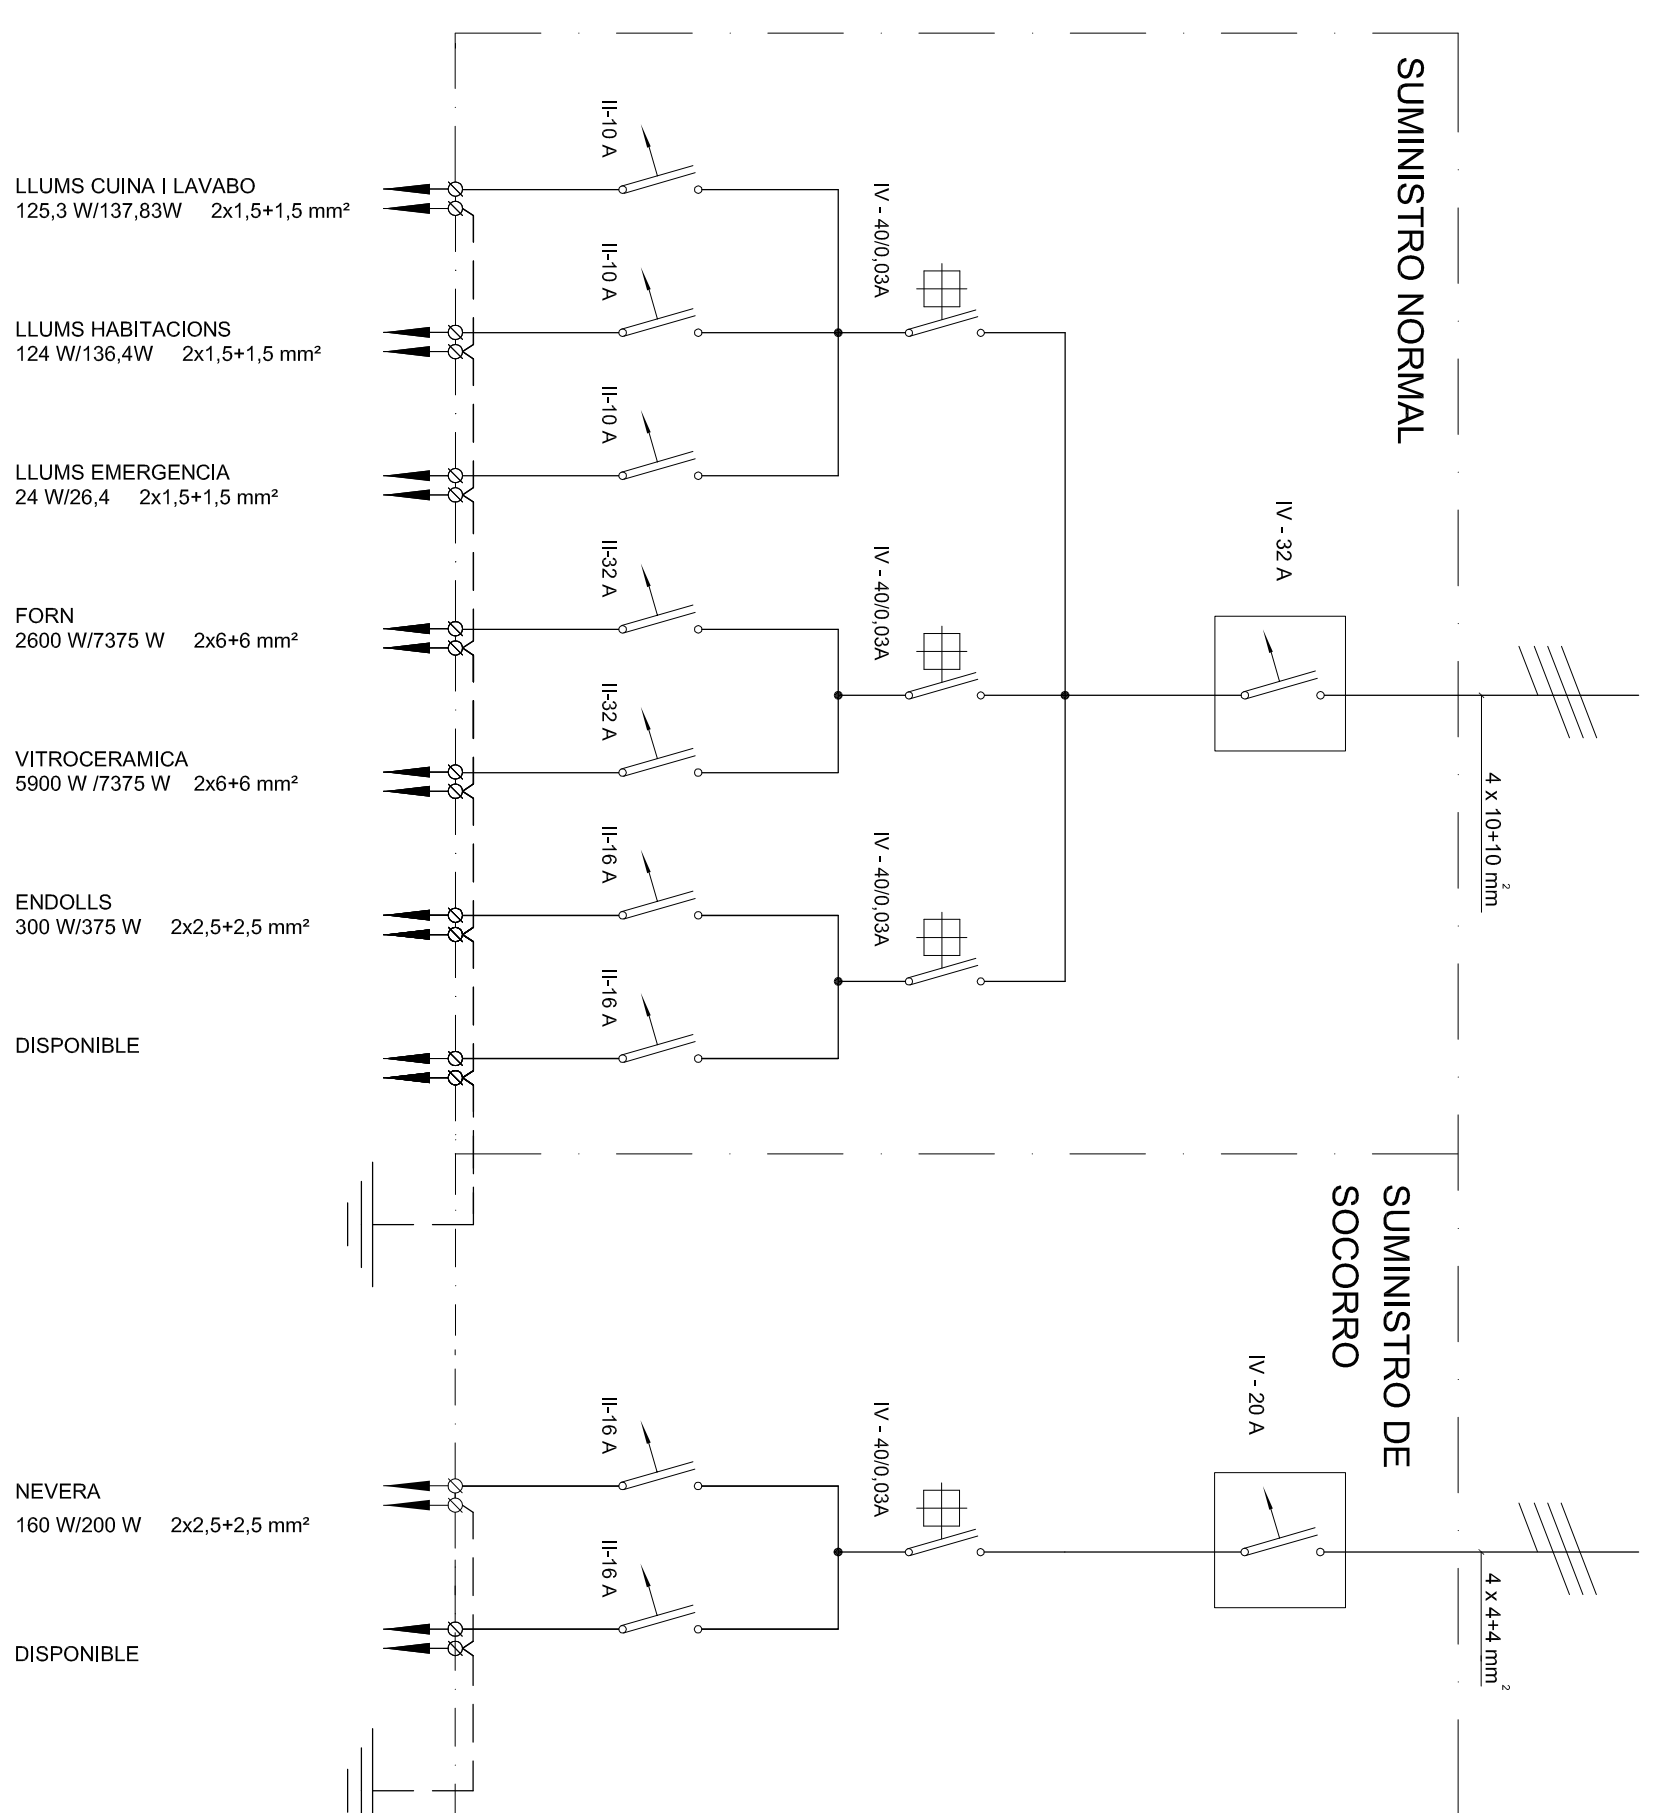 SUMINISTRO NORMAL
II-10 A
LLUMS CUINA I LAVABO
125,3 W/137,83W 2x1,5+1,5 mm²
IV - 40/0,03A
II-10 A
LLUMS HABITACIONS
124 W/136,4W 2x1,5+1,5 mm²
II-10 A
LLUMS EMERGENCIA
24 W/26,4 2x1,5+1,5 mm²
IV - 32 A
II-32 A
IV - 40/0,03A
FORN
2600 W/7375 W 2x6+6 mm²
II-32 A
VITROCERAMICA
5900 W /7375 W 2x6+6 mm²
4 x 10+10 mm²
II-16 A
IV - 40/0,03A
ENDOLLS
300 W/375 W 2x2,5+2,5 mm²
II-16 A
DISPONIBLE
SUMINISTRO DE
SOCORRO
IV - 20 A
II-16 A
IV - 40/0,03A
NEVERA
160 W/200 W 2x2,5+2,5 mm²
II-16 A
4 x 4+4 mm²
DISPONIBLE